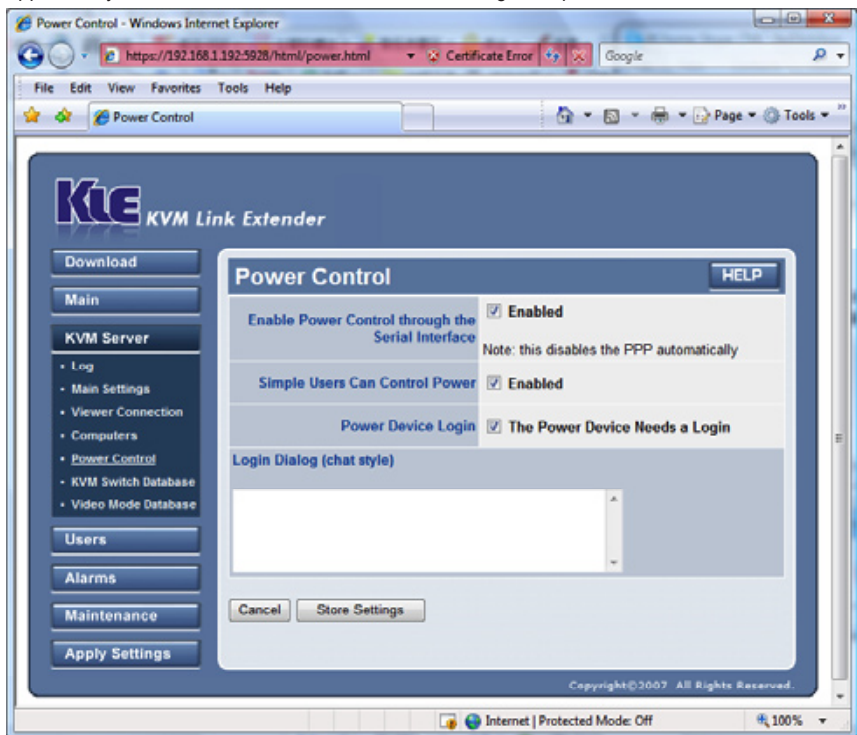 Power Control - Windows Internet Explorer
https://192.168.1.192:5928/html/power.html
Certificate Error
Google
File Edit View Favorites Tools Help
Power Control
Page
Tools
KLE KVM Link Extender
Download
Main
KVM Server
Log
Main Settings
Viewer Connection
Computers
Power Control
KVM Switch Database
Video Mode Database
Users
Alarms
Maintenance
Apply Settings
Power Control
HELP
Enable Power Control through the
Serial Interface
Enabled
Note: this disables the PPP automatically
Simple Users Can Control Power
Enabled
Power Device Login
The Power Device Needs a Login
Login Dialog (chat style)
Cancel
Store Settings
Copyright©2007 All Rights Reserved.
Internet | Protected Mode: Off
100%